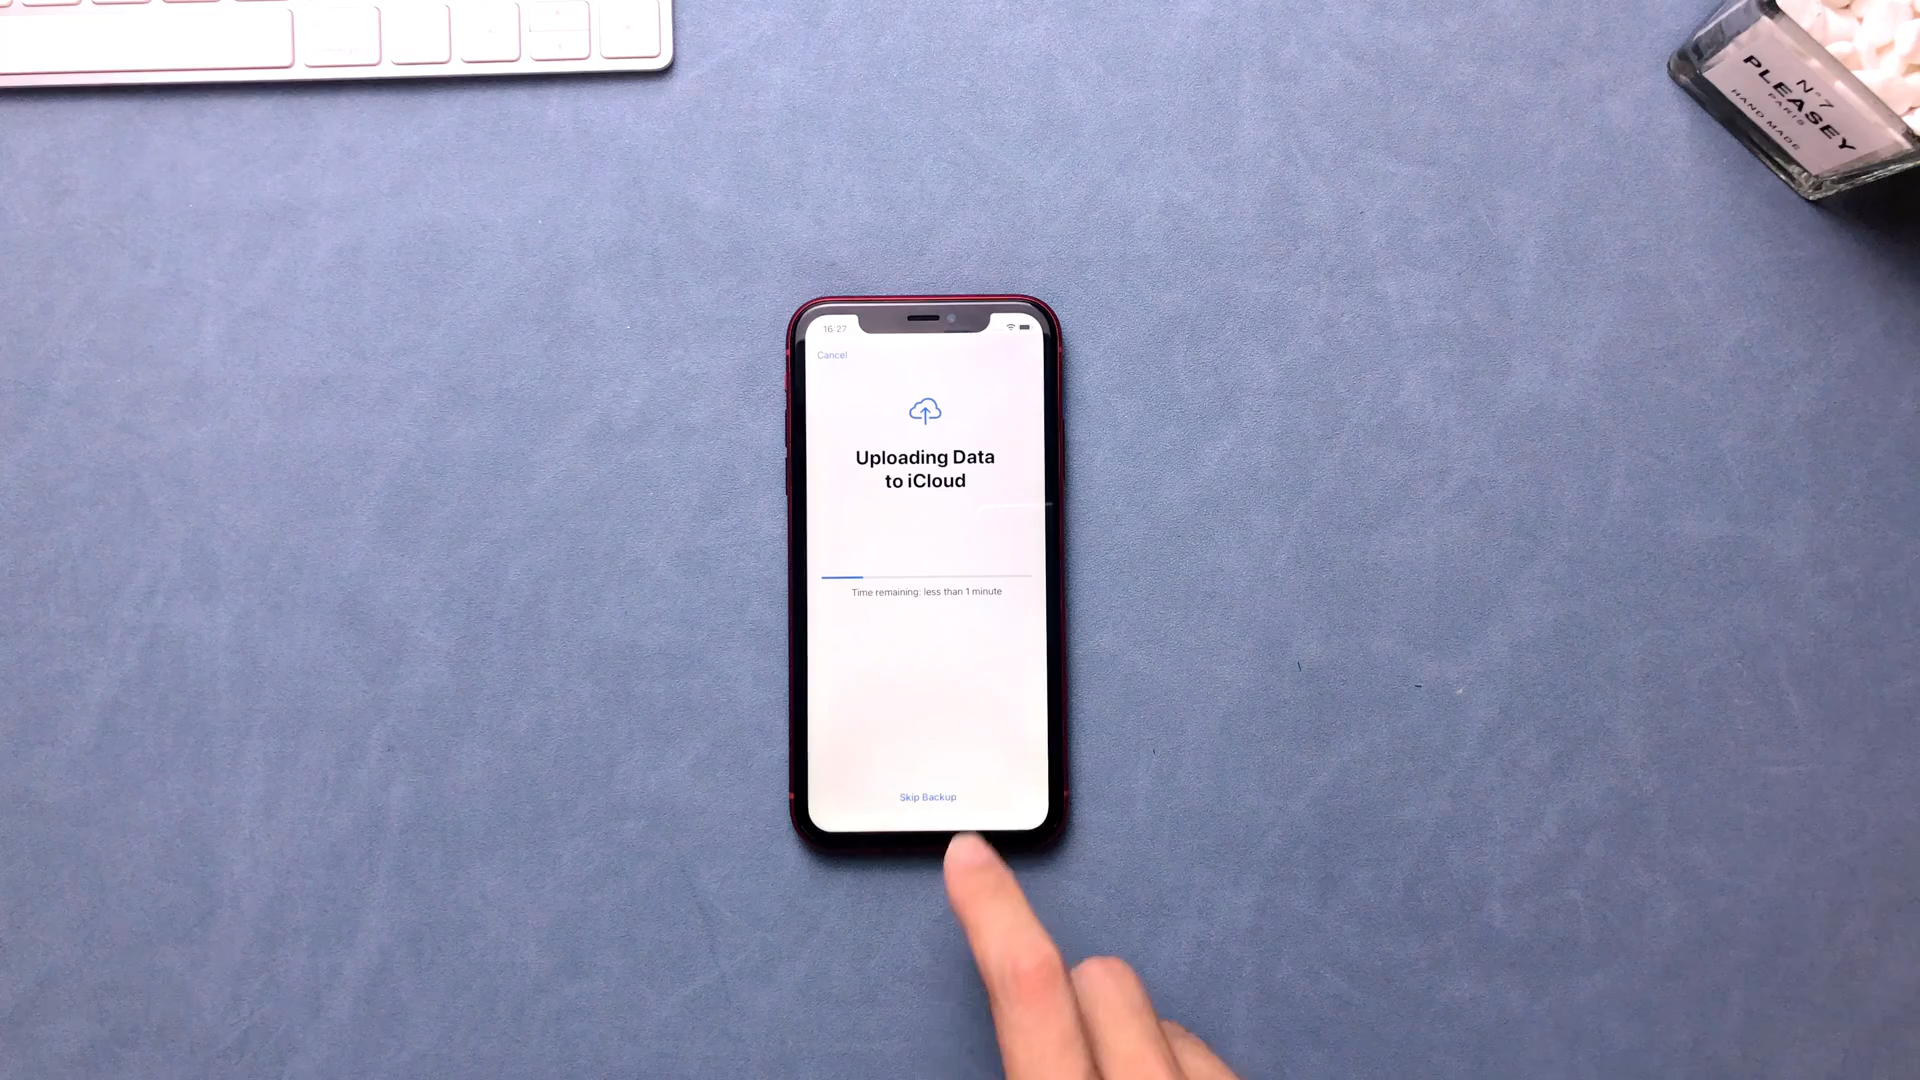 16:27
Cancel
Uploading Data
to iCloud
Time remaining: less than 1 minute
Skip Backup
N° 7
PLEASEY
PARIS
HAND MADE